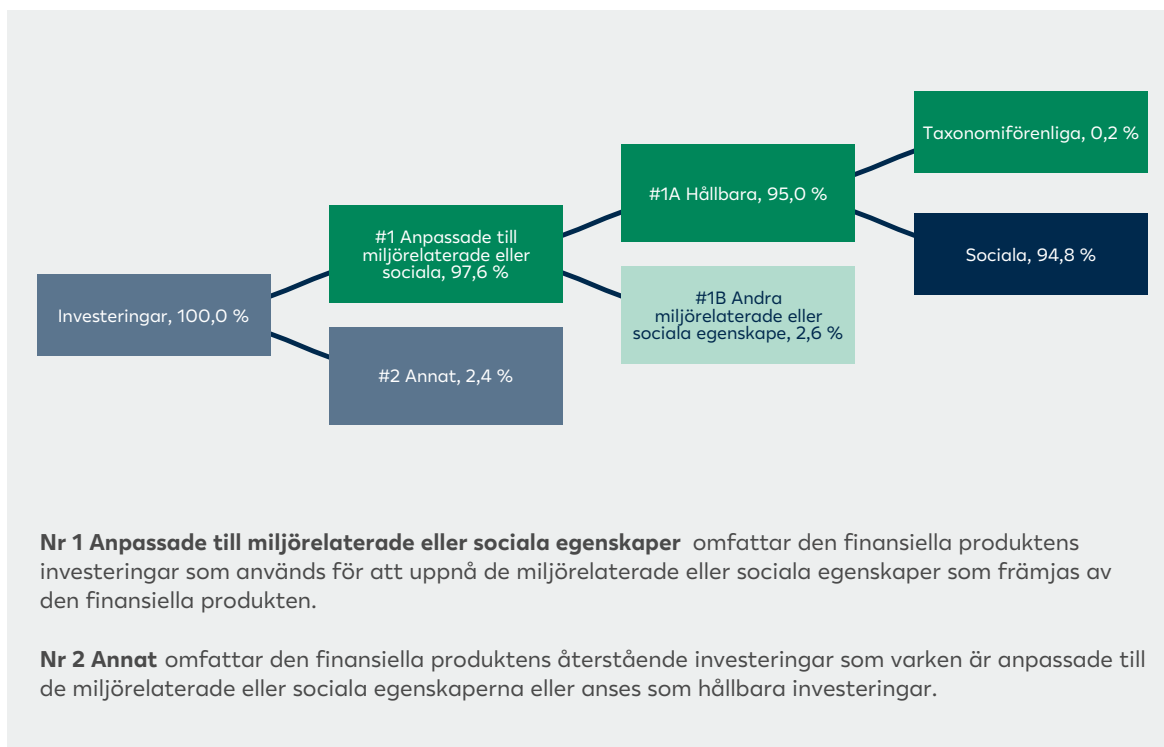 Investeringar, 100,0 %
#1 Anpassade till
miljörelaterade eller
sociala, 97,6 %
#2 Annat, 2,4 %
#1A Hållbara, 95,0 %
#1B Andra
miljörelaterade eller
sociala egenskape, 2,6 %
Taxonomiförenliga, 0,2 %
Sociala, 94,8 %
Nr 1 Anpassade till miljörelaterade eller sociala egenskaper omfattar den finansiella produktens
investeringar som används för att uppnå de miljörelaterade eller sociala egenskaper som främjas av
den finansiella produkten.
Nr 2 Annat omfattar den finansiella produktens återstående investeringar som varken är anpassade till
de miljörelaterade eller sociala egenskaperna eller anses som hållbara investeringar.